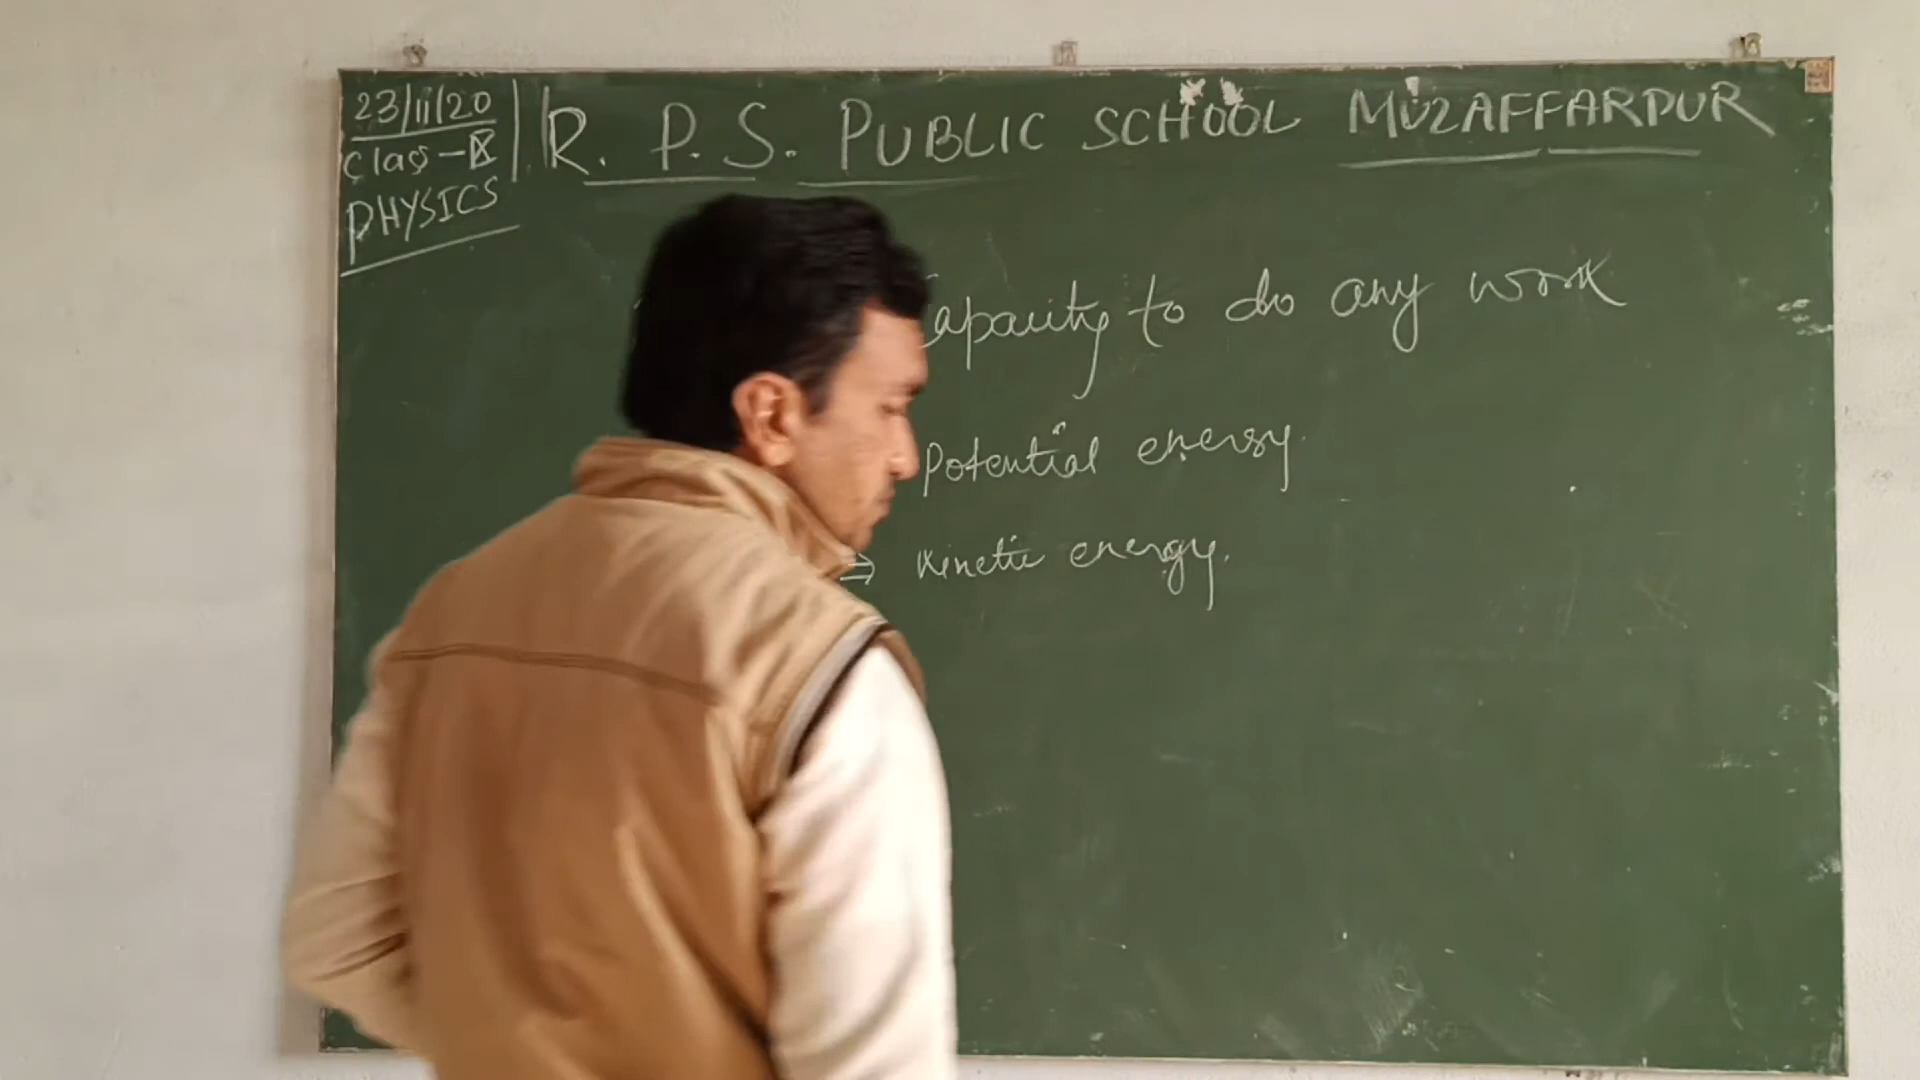 23/11/20
Class - IX
PHYSICS
R. P. S. PUBLIC SCHOOL MUZAFFARPUR
Capacity to do any work
Potential energy.
⇒ Kinetic energy.